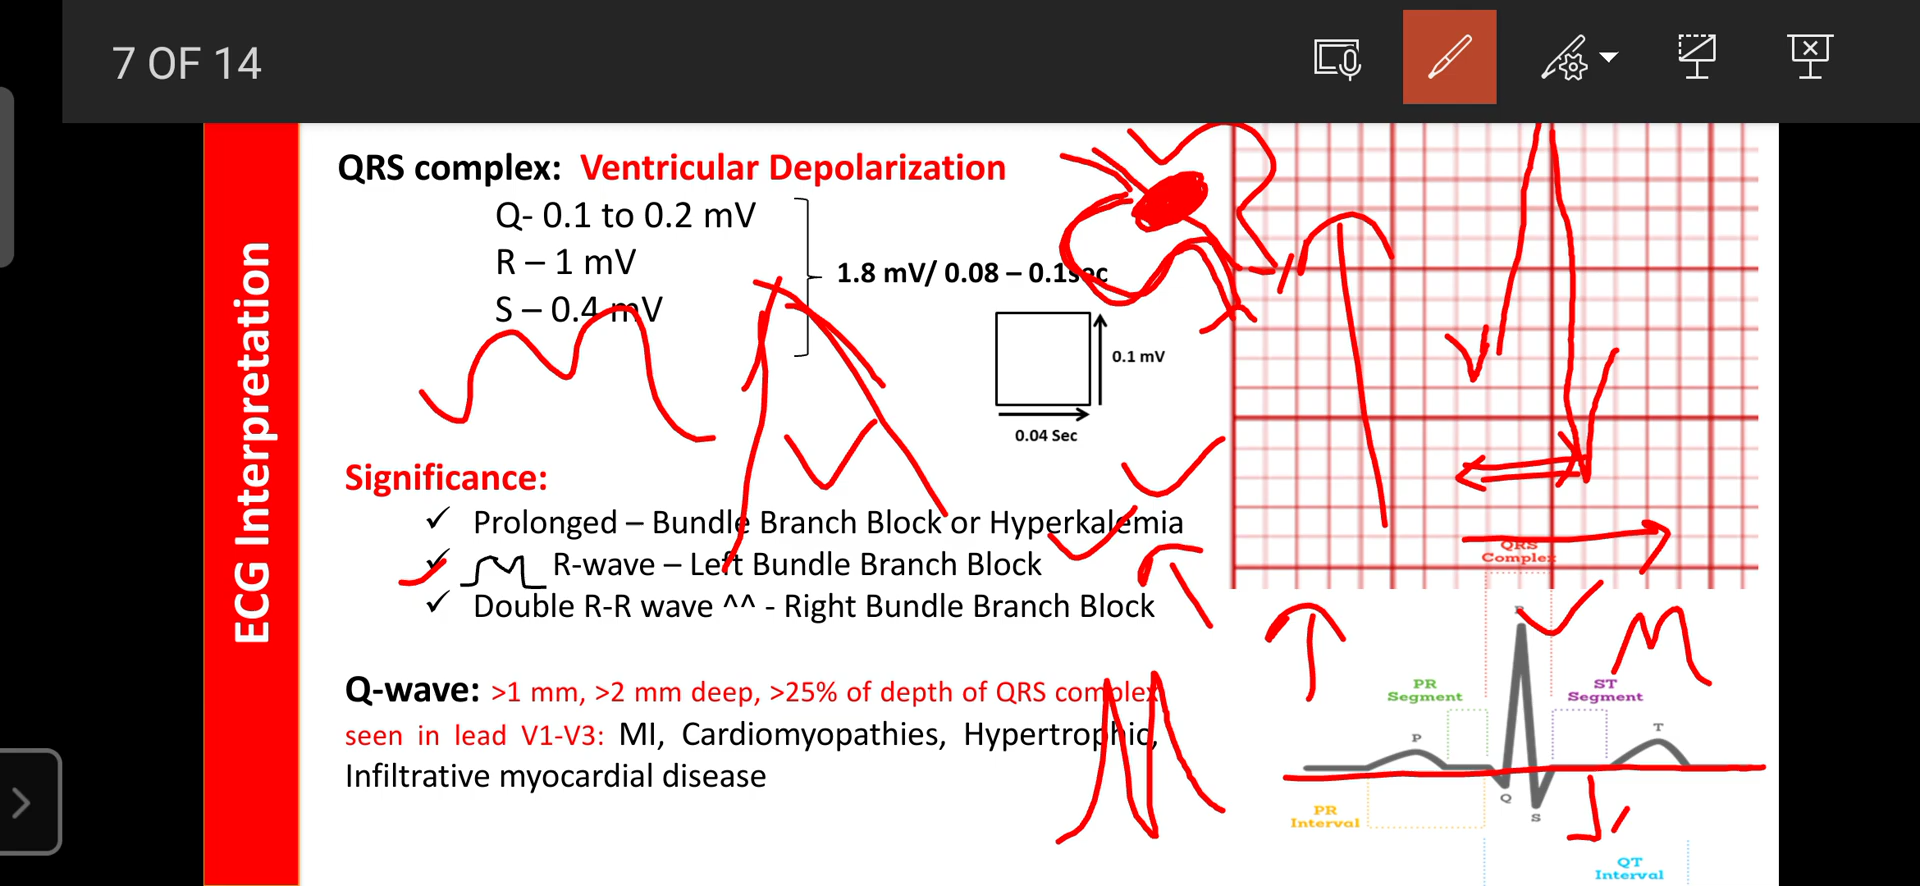 7 OF 14
ECG Interpretation
QRS complex: Ventricular Depolarization
Q- 0.1 to 0.2 mV
R – 1 mV
S – 0.4 mV
1.8 mV/ 0.08 – 0.1sec
0.1 mV
0.04 Sec
Significance:
✓ Prolonged – Bundle Branch Block or Hyperkalemia
✓ R-wave – Left Bundle Branch Block
✓ Double R-R wave ^^ - Right Bundle Branch Block
Q-wave: >1 mm, >2 mm deep, >25% of depth of QRS complex
seen in lead V1-V3: MI, Cardiomyopathies, Hypertrophic,
Infiltrative myocardial disease
QRS
Complex
R
PR
Segment
ST
Segment
P
T
Q
S
PR
Interval
QT
Interval